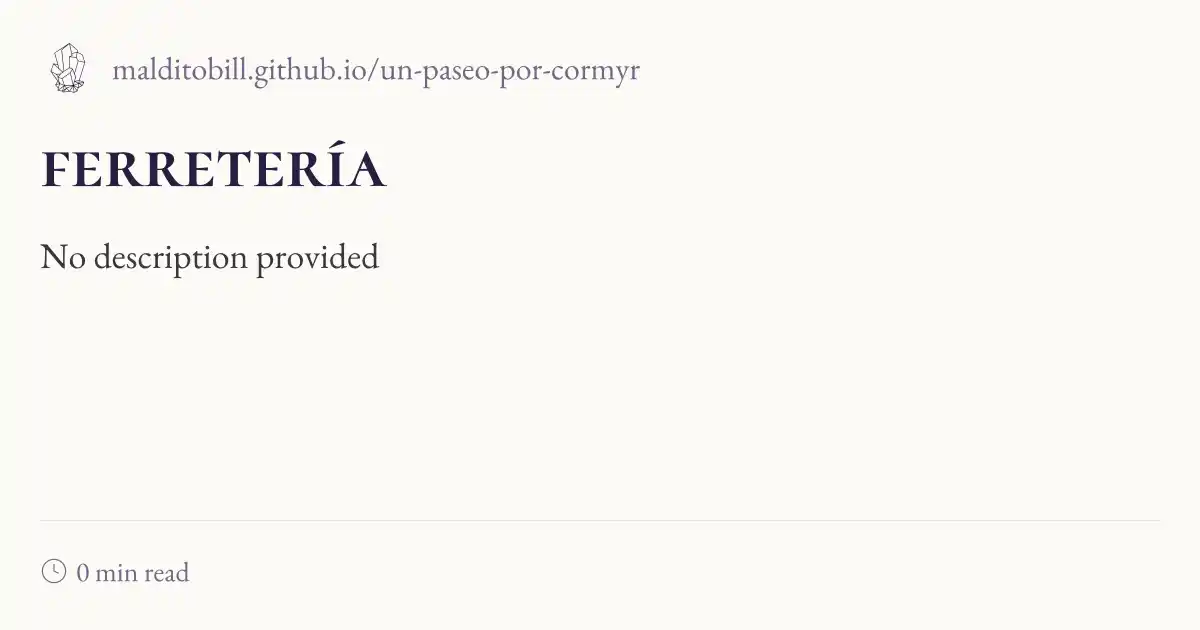 malditobill.github.io/un-paseo-por-cormyr
FERRETERÍA
No description provided
0 min read